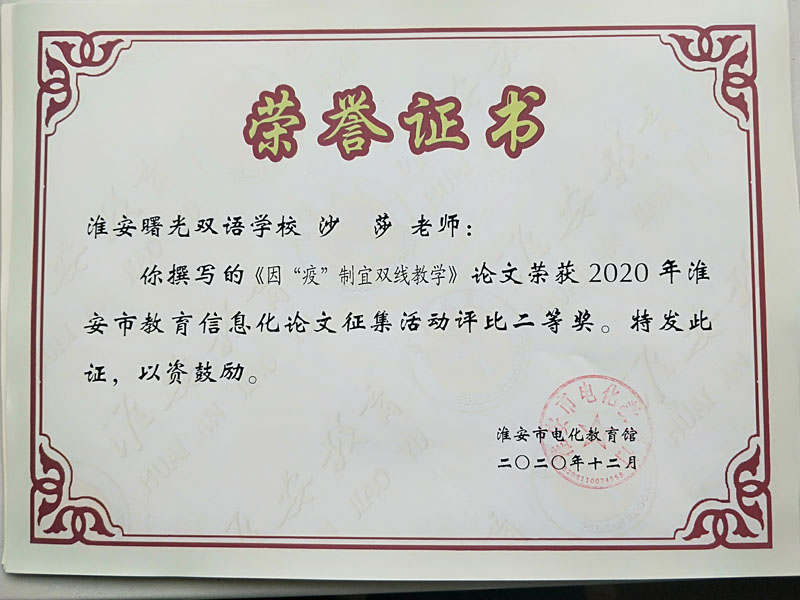 荣誉证书
淮安曙光双语学校 沙 莎 老师：
你撰写的《因“疫”制宜双线教学》论文荣获 2020 年淮
安市教育信息化论文征集活动评比二等奖。特发此
证，以资鼓励。
淮安市电化教育馆
二〇二〇年十二月